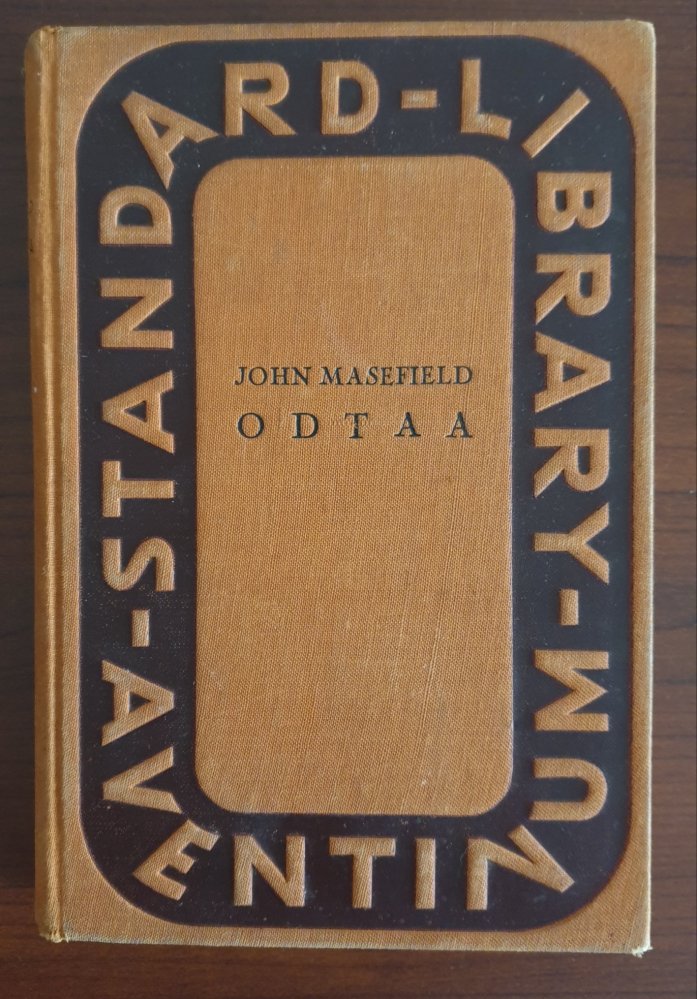 STANDARD-LIBRARY-
AVENTINUM-
JOHN MASEFIELD
ODTAA